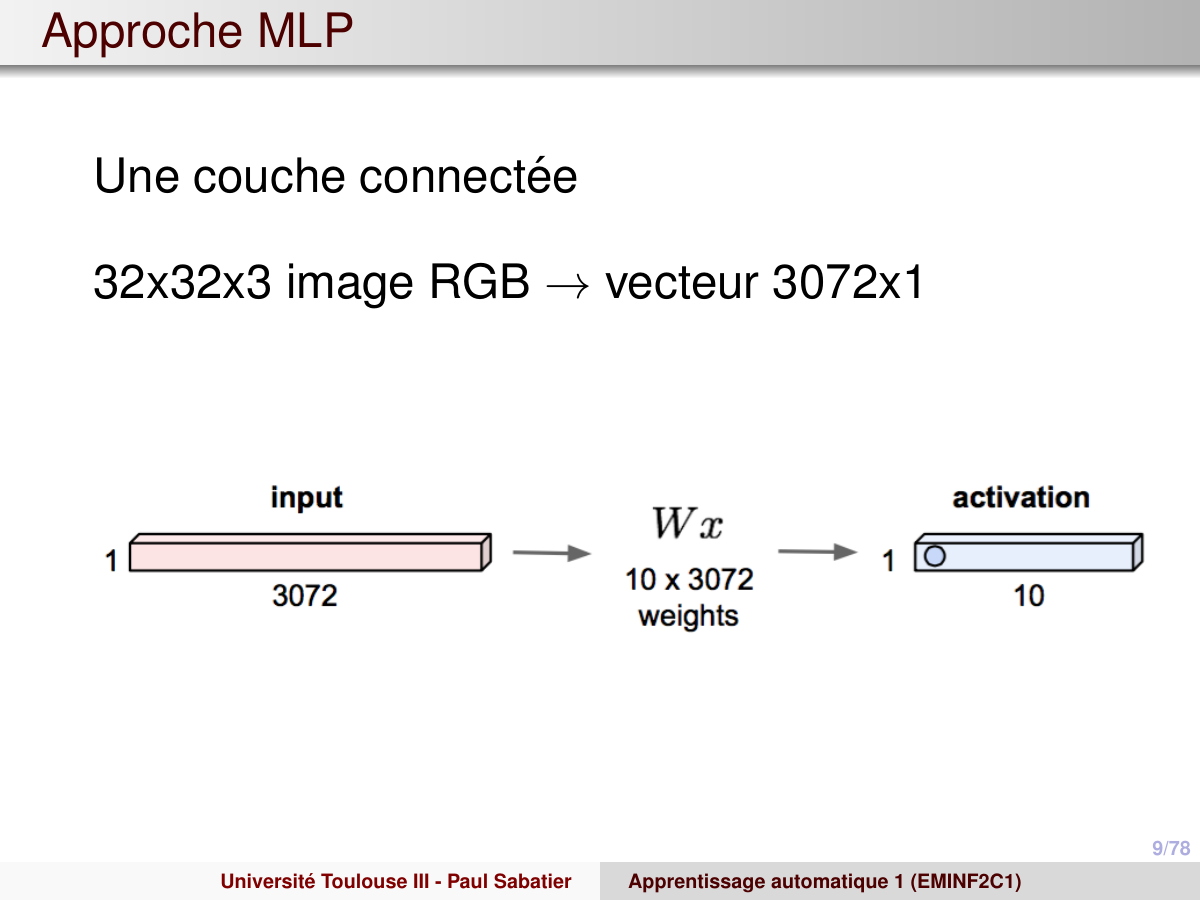 Approche MLP
Une couche connectée
32x32x3 image RGB → vecteur 3072x1
input
1
3072
Wx
10 x 3072
weights
activation
1
10
9/78
Université Toulouse III - Paul Sabatier
Apprentissage automatique 1 (EMINF2C1)